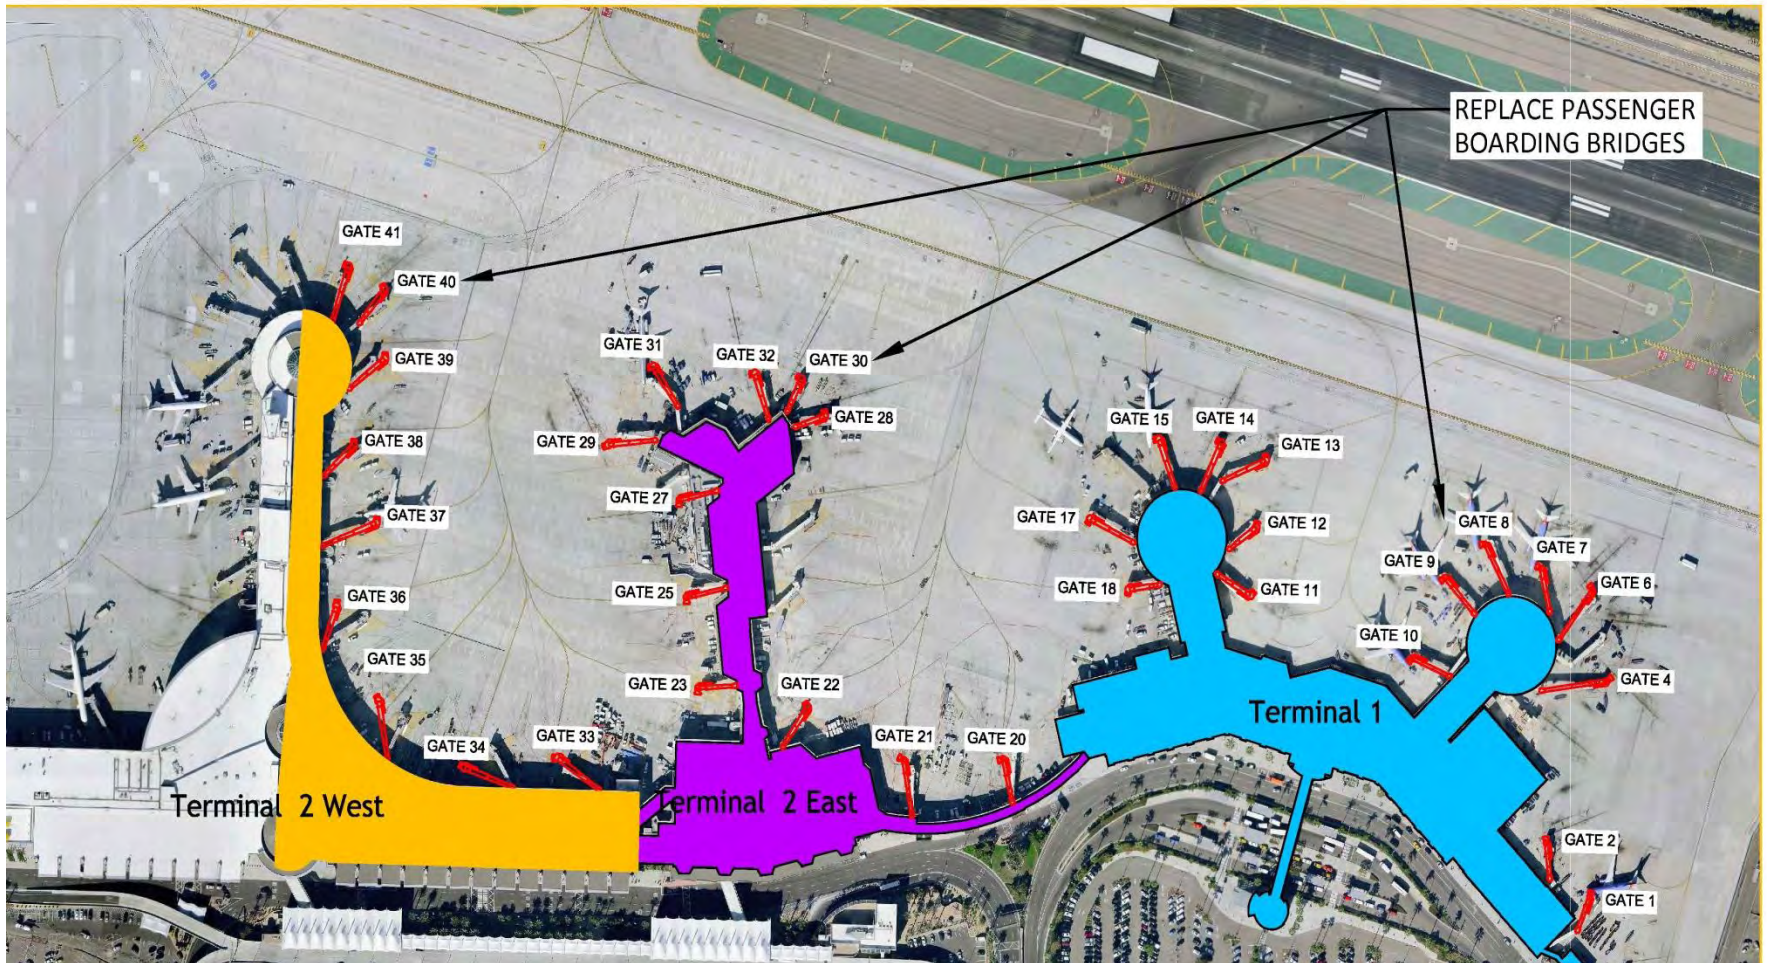 REPLACE PASSENGER
BOARDING BRIDGES
GATE 41
GATE 40
GATE 39
GATE 38
GATE 37
GATE 36
GATE 35
GATE 34
GATE 33
GATE 31
GATE 32
GATE 30
GATE 28
GATE 29
GATE 27
GATE 25
GATE 23
GATE 22
GATE 21
GATE 20
GATE 15
GATE 14
GATE 13
GATE 17
GATE 12
GATE 18
GATE 11
GATE 8
GATE 7
GATE 9
GATE 6
GATE 10
GATE 4
GATE 2
GATE 1
Terminal 2 West
Terminal 2 East
Terminal 1